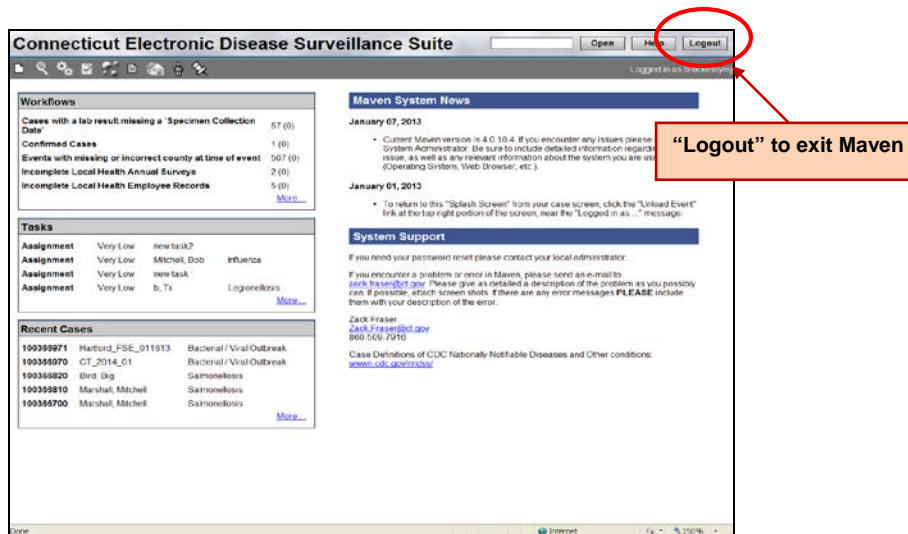 Connecticut Electronic Disease Surveillance Suite
Open Help Logout
Logged in as
Workflows
Cases with a lab result missing a 'Specimen Collection Date' 57 (0)
Confirmed Cases 1 (0)
Events with missing or incorrect county at time of event 507 (0)
Incomplete Local Health Annual Surveys 2 (0)
Incomplete Local Health Employee Records 5 (0)
More...
Tasks
Assignment Very Low new task2
Assignment Very Low Mitchell, Bob Influenza
Assignment Very Low new task
Assignment Very Low b, Tx Legionellosis
More...
Recent Cases
100366971 Hartford_FSE_011813 Bacterial / Viral Outbreak
100366970 CT_2014_01 Bacterial / Viral Outbreak
100366820 Bird, Big Salmonellosis
100366810 Marshall, Mitchell Salmonellosis
100366700 Marshall, Mitchell Salmonellosis
More...
Maven System News
January 07, 2013
• Current Maven version is 4.0.10.4. If you encounter any issues please
System Administrator. Be sure to include detailed information
issue, as well as any relevant information about the system you are
(Operating System, Web Browser, etc.).
January 01, 2013
• To return to this "Splash Screen" from your case screen, click the "Unload Event"
link at the top right portion of the screen, near the "Logged in as ..." message.
System Support
If you need your password reset please contact your local administrator.
If you encounter a problem or error in Maven, please send an e-mail to
zack.fraser@ct.gov. Please give as detailed a description of the problem as you possibly
can. If possible, attach screen shots. If there are any error messages PLEASE include
them with your description of the error.
Zack Fraser
Zack.Fraser@ct.gov
860-509-7916
Case Definitions of CDC Nationally Notifiable Diseases and Other conditions:
wwwn.cdc.gov/nndss/
“Logout” to exit Maven
Done Internet 150%